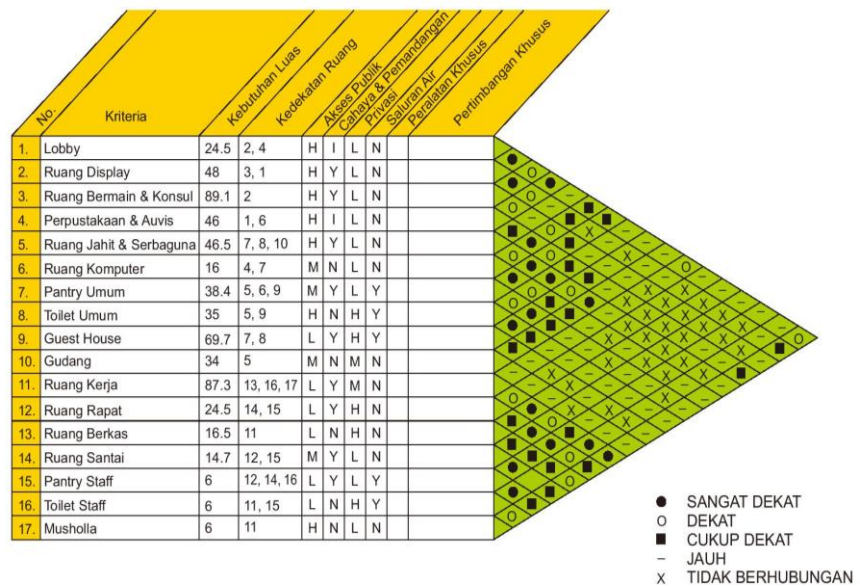 No. Kriteria Kebutuhan Luas Kedekatan Ruang Akses Publik Cahaya & Pemandangan Privasi Saluran Air Peralatan Khusus Pertimbangan Khusus
1. Lobby 24.5 2, 4 H I L N
2. Ruang Display 48 3, 1 H Y L N
3. Ruang Bermain & Konsul 89.1 2 H Y L N
4. Perpustakaan & Auvis 46 1, 6 H I L N
5. Ruang Jahit & Serbaguna 46.5 7, 8, 10 H Y L N
6. Ruang Komputer 16 4, 7 M N L N
7. Pantry Umum 38.4 5, 6, 9 M Y L Y
8. Toilet Umum 35 5, 9 H N H Y
9. Guest House 69.7 7, 8 L Y H Y
10. Gudang 34 5 M N M N
11. Ruang Kerja 87.3 13, 16, 17 L Y M N
12. Ruang Rapat 24.5 14, 15 L Y H N
13. Ruang Berkas 16.5 11 L N H N
14. Ruang Santai 14.7 12, 15 M Y L N
15. Pantry Staff 6 12, 14, 16 L Y L Y
16. Toilet Staff 6 11, 15 L N H Y
17. Musholla 6 11 H N L N
● SANGAT DEKAT
O DEKAT
■ CUKUP DEKAT
– JAUH
X TIDAK BERHUBUNGAN